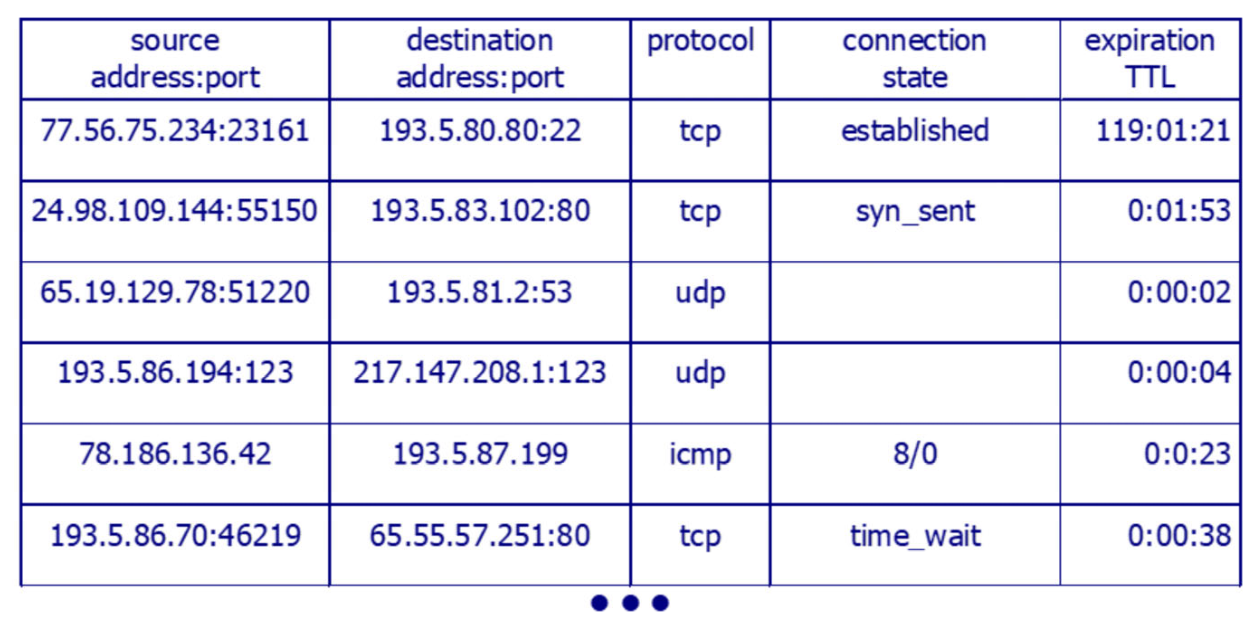 source destination protocol connection expiration
address:port address:port state TTL
77.56.75.234:23161 193.5.80.80:22 tcp established 119:01:21
24.98.109.144:55150 193.5.83.102:80 tcp syn_sent 0:01:53
65.19.129.78:51220 193.5.81.2:53 udp 0:00:02
193.5.86.194:123 217.147.208.1:123 udp 0:00:04
78.186.136.42 193.5.87.199 icmp 8/0 0:0:23
193.5.86.70:46219 65.55.57.251:80 tcp time_wait 0:00:38
•••